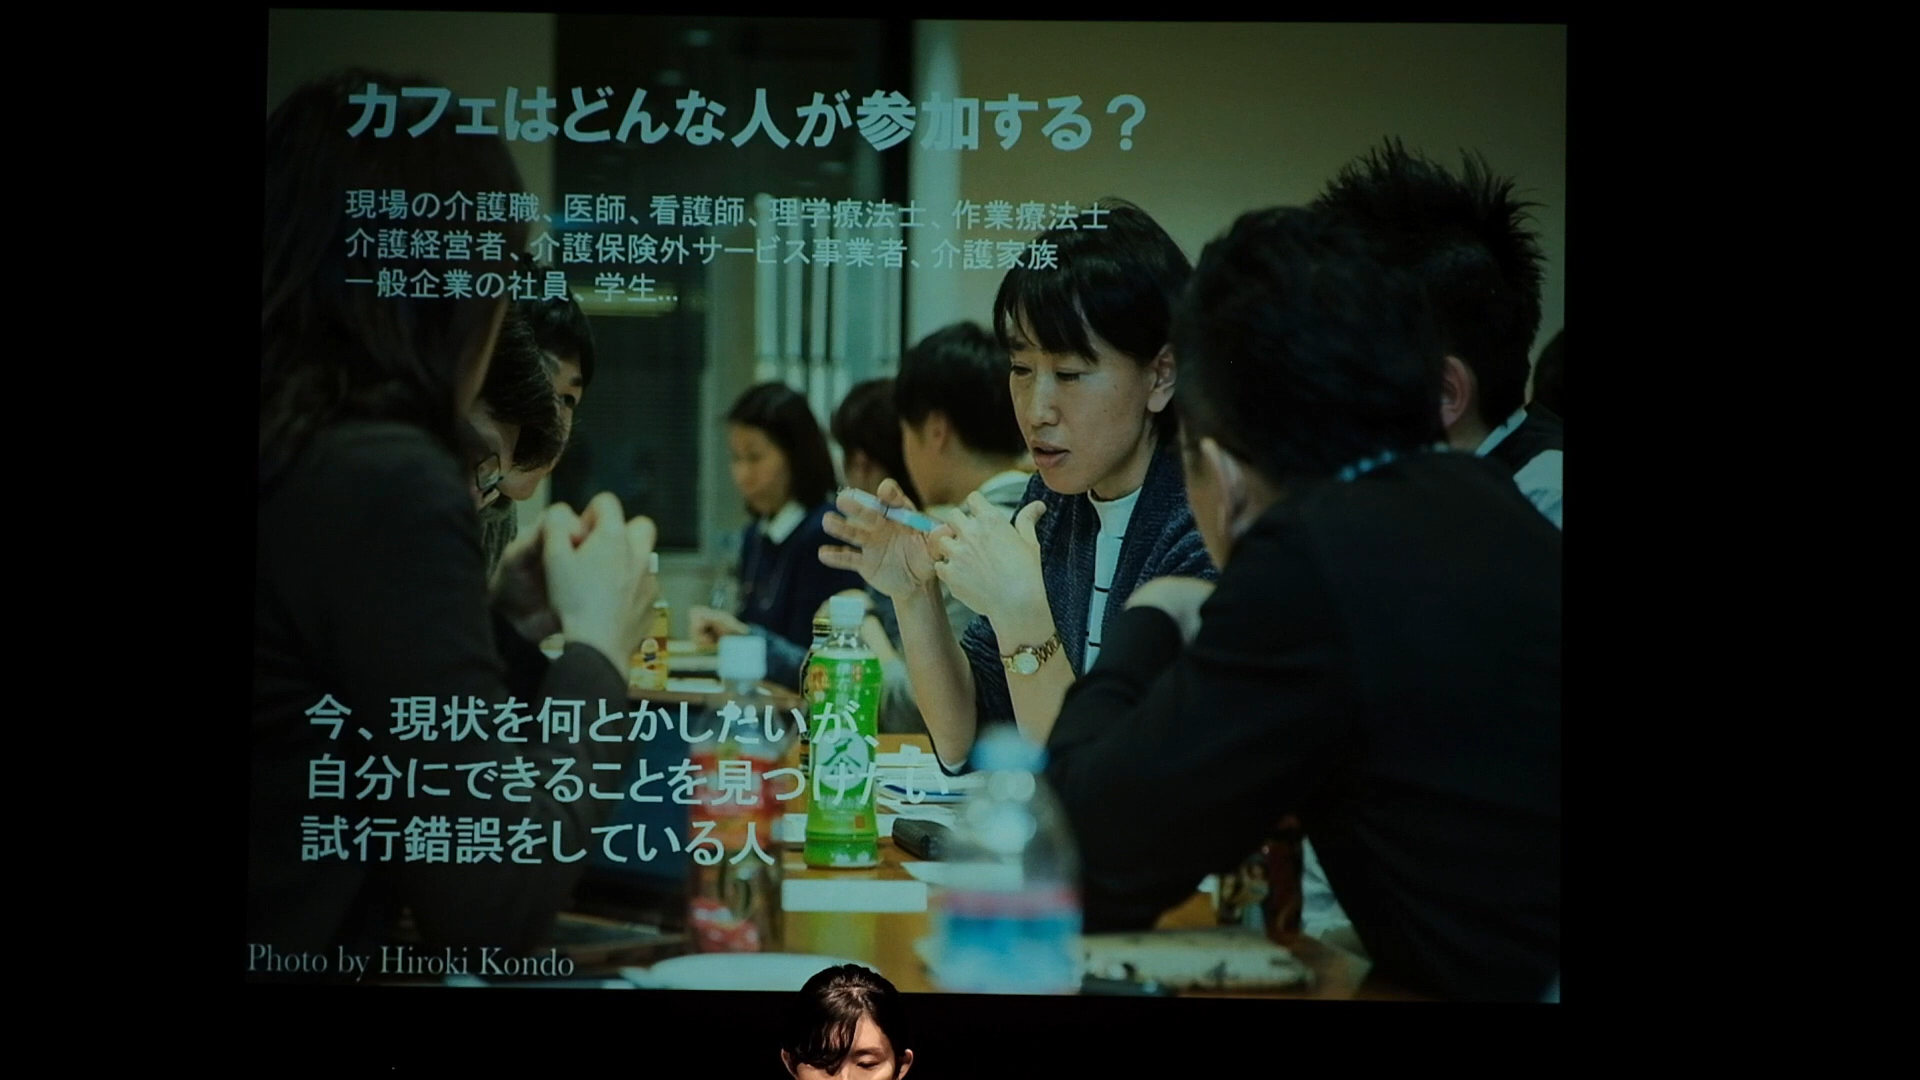 カフェはどんな人が参加する？
現場の介護職、医師、看護師、理学療法士、作業療法士
介護経営者、介護保険外サービス事業者、介護家族
一般企業の社員、学生...
今、現状を何とかしたいが、
自分にできることを見つけたい
試行錯誤をしている人
Photo by Hiroki Kondo